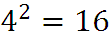 4² = 16